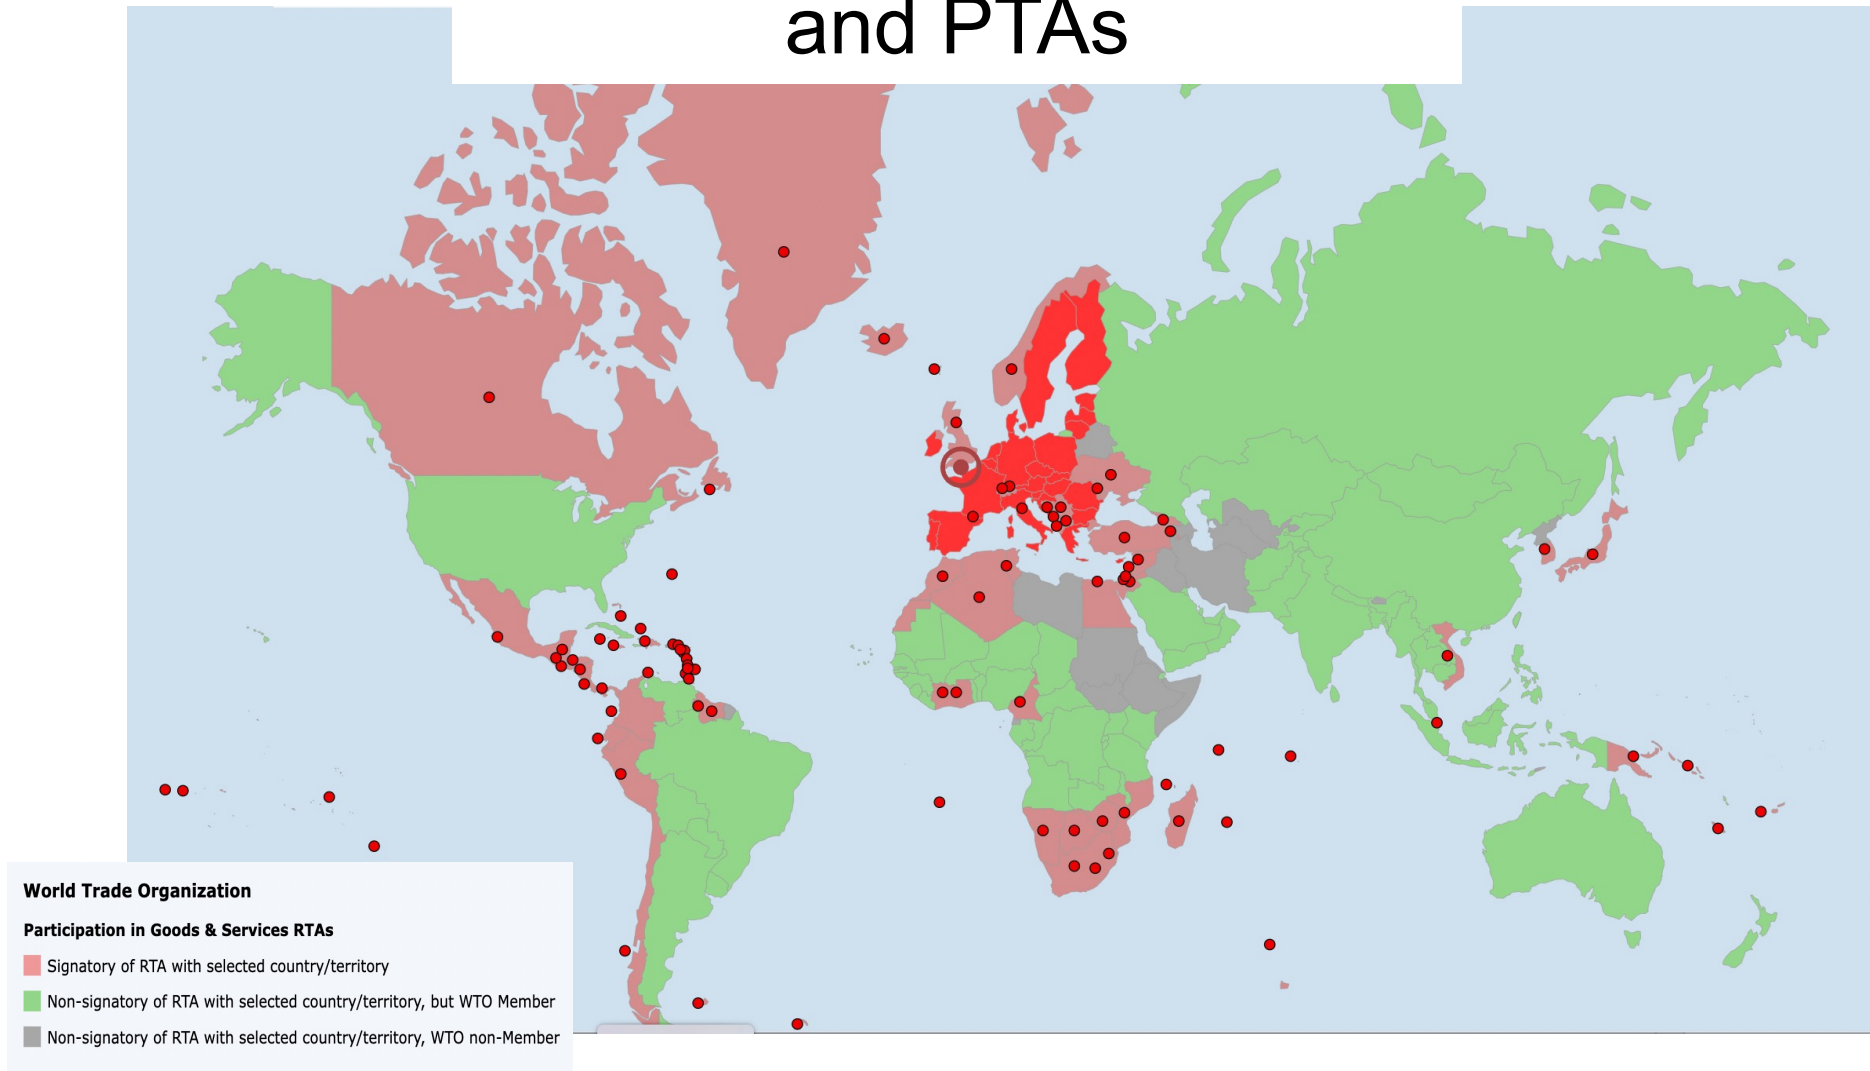 and PTAs
World Trade Organization
Participation in Goods & Services RTAs
Signatory of RTA with selected country/territory
Non-signatory of RTA with selected country/territory, but WTO Member
Non-signatory of RTA with selected country/territory, WTO non-Member